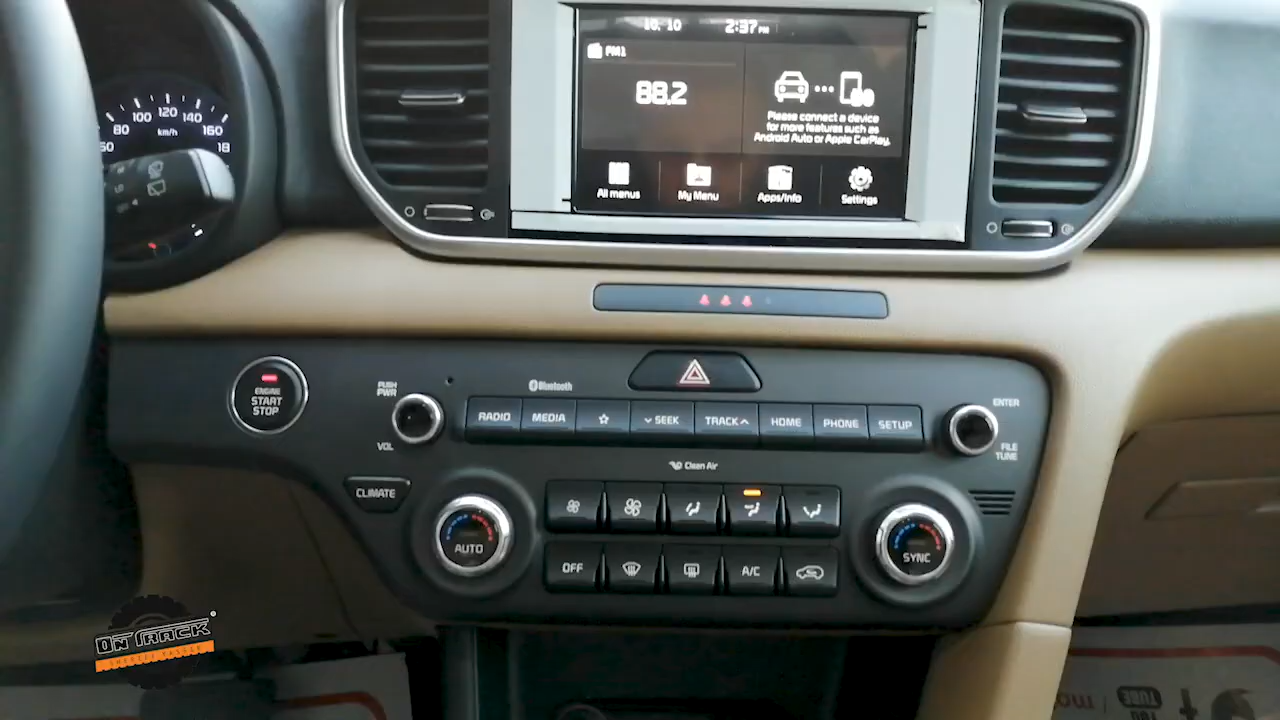 10. 10 2:37 PM
FM1
88.2
Please connect a device
for more features such as
Android Auto or Apple CarPlay.
All menus
My Menu
Apps/Info
Settings
100 120 140
80 km/h 160
ENGINE
START
STOP
PUSH
PWR
VOL
Bluetooth
RADIO
MEDIA
SEEK
TRACK
HOME
PHONE
SETUP
ENTER
FILE
TUNE
Clean Air
CLIMATE
AUTO
OFF
A/C
SYNC
ON TRACK